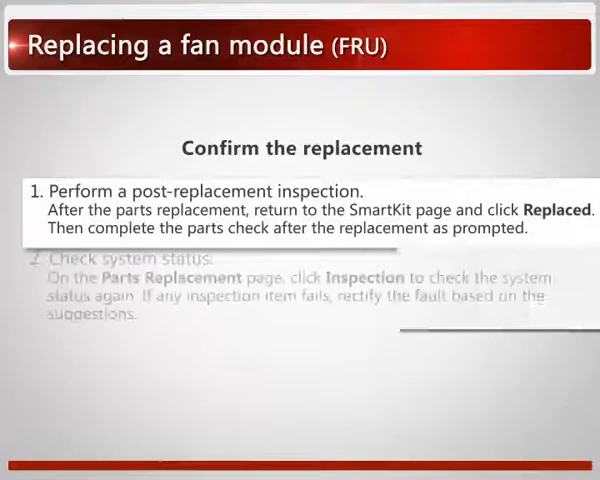 Replacing a fan module (FRU)
Confirm the replacement
1. Perform a post-replacement inspection.
After the parts replacement, return to the SmartKit page and click Replaced.
Then complete the parts check after the replacement as prompted.
2. Check system status.
On the Parts Replacement page, click Inspection to check the system
status again. If any inspection item fails, rectify the fault based on the
suggestions.